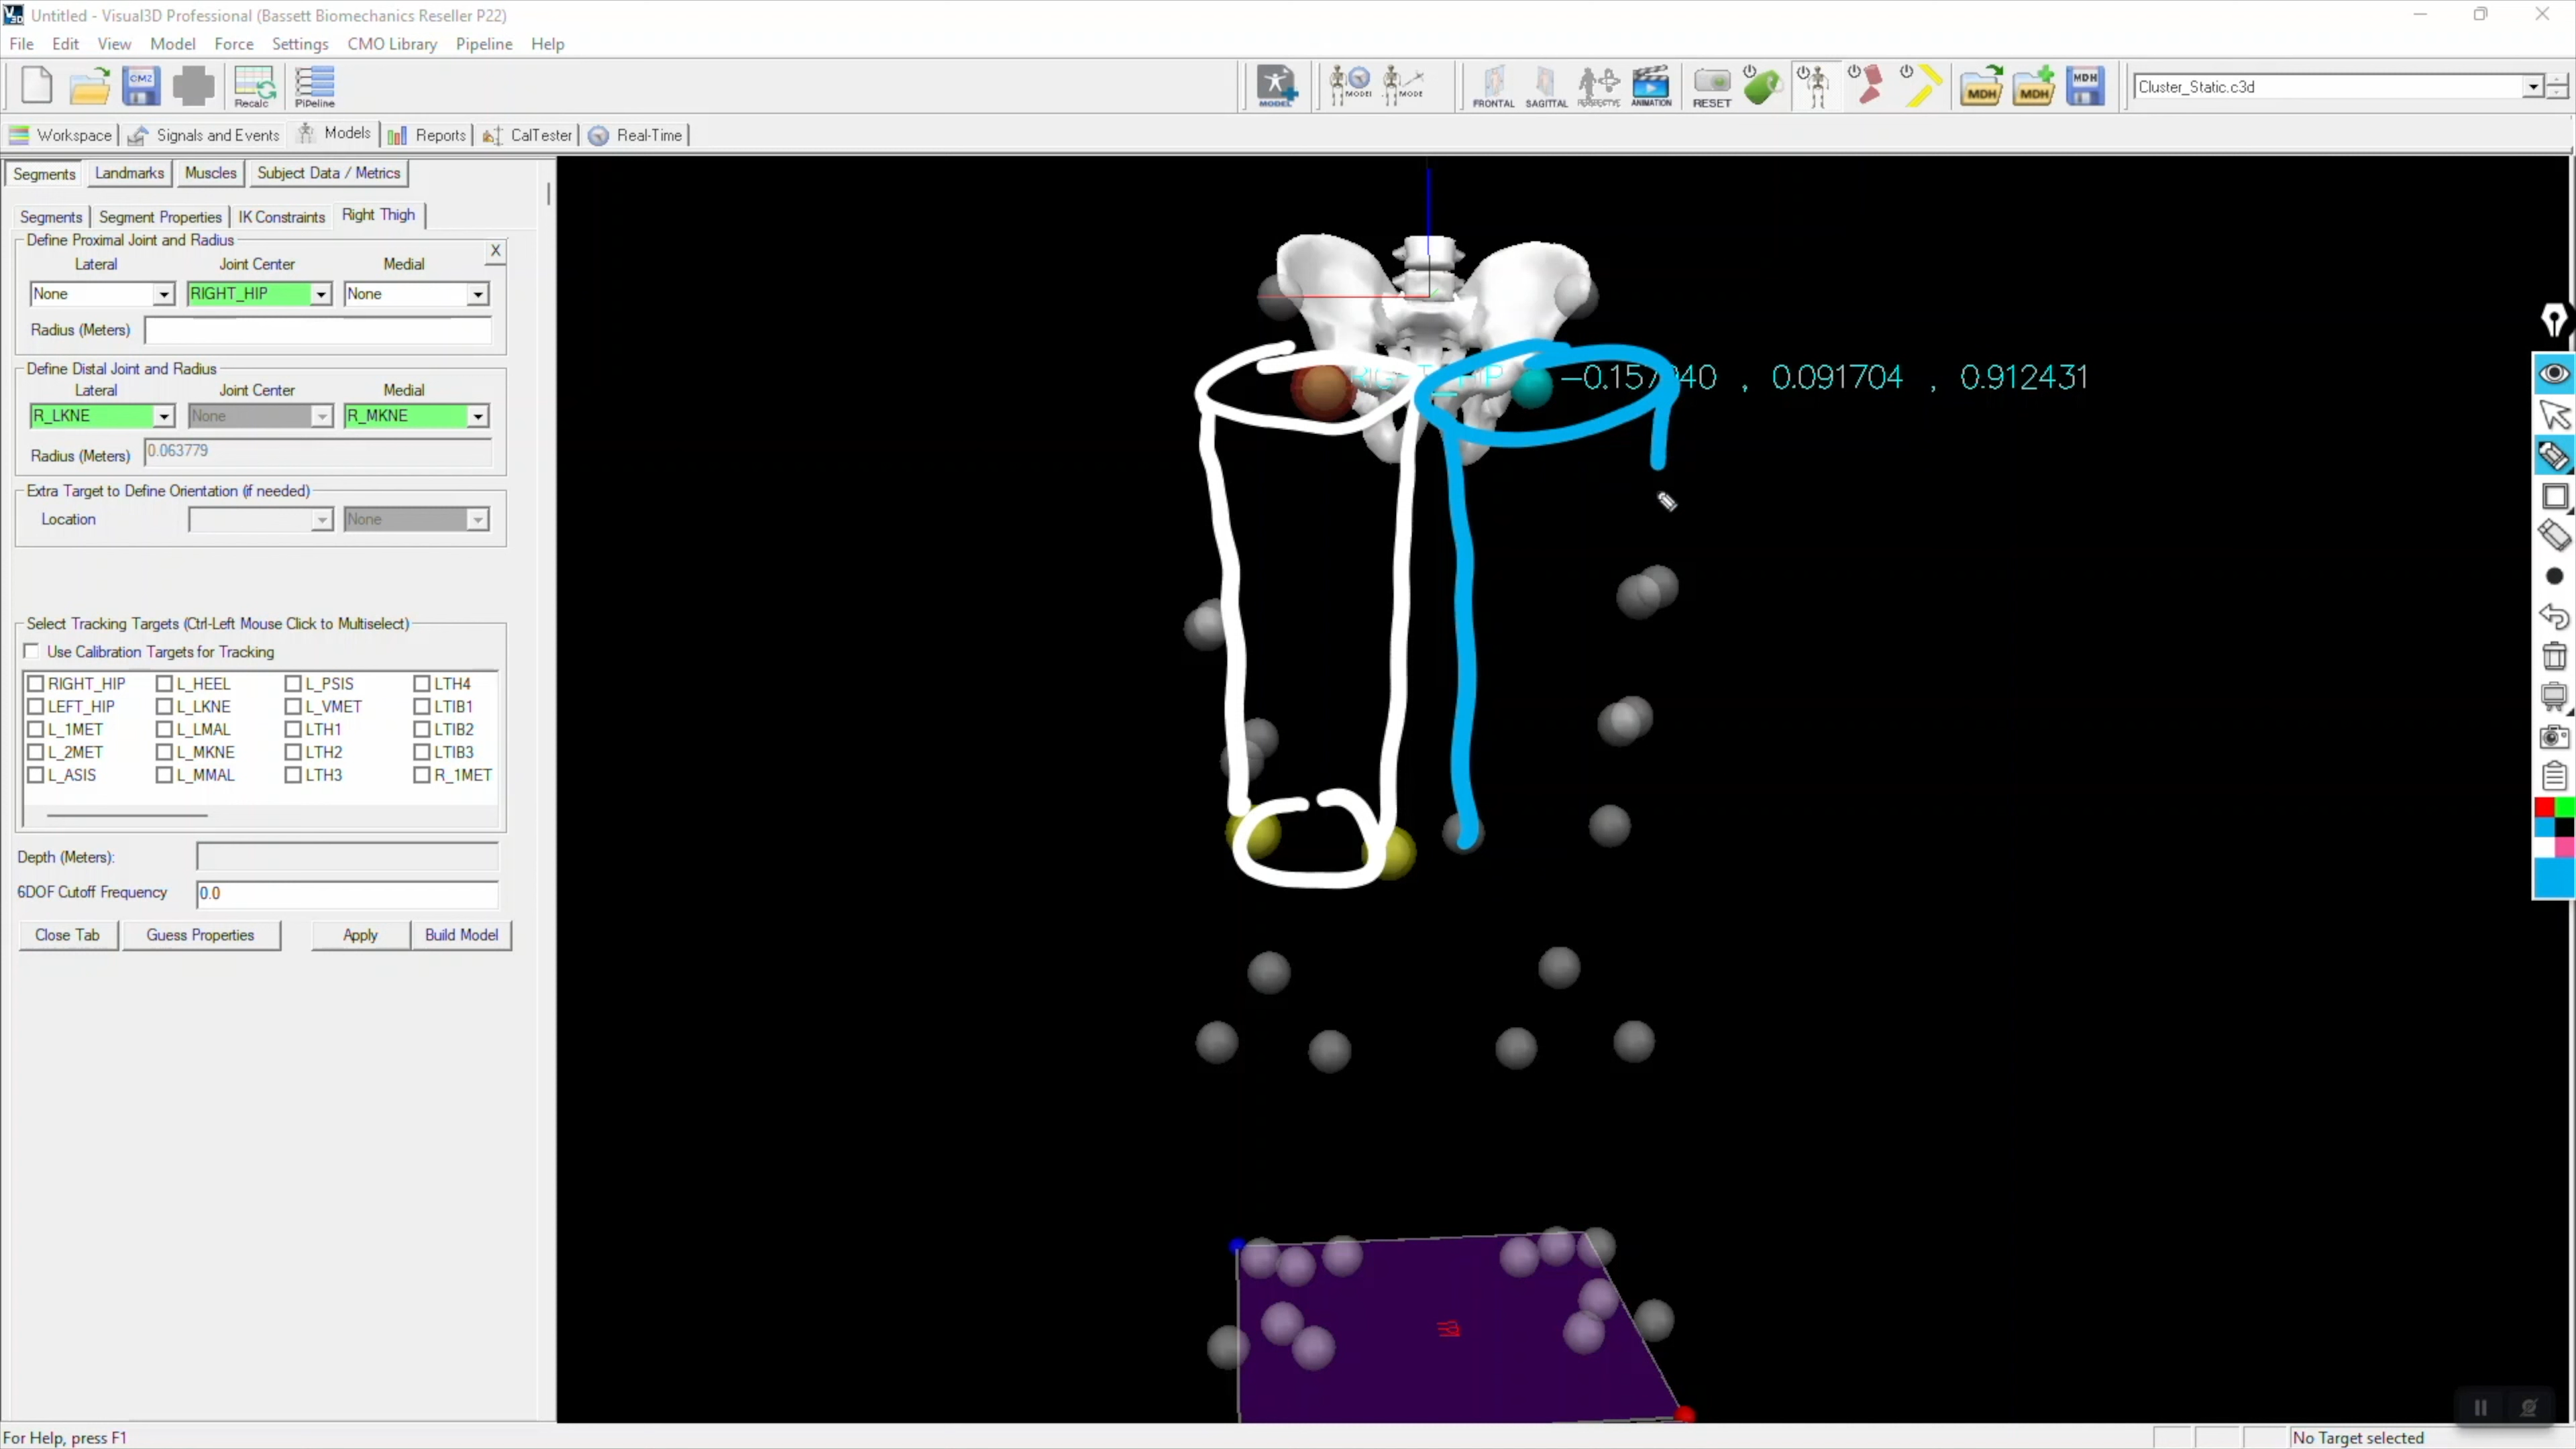 Untitled - Visual3D Professional (Bassett Biomechanics Reseller P22)
File Edit View Model Force Settings CMO Library Pipeline Help
CM2 Recalc PIPeline MODEL MODEL MODE FRONTAL SAGITTAL PERSPECTIVE ANIMATION RESET MDH MDH MDH Cluster_Static.c3d
Workspace Signals and Events Models Reports CalTester Real-Time
Segments Landmarks Muscles Subject Data / Metrics
Segments Segment Properties IK Constraints Right Thigh
Define Proximal Joint and Radius
X
Lateral Joint Center Medial
None RIGHT_HIP None
Radius (Meters)
Define Distal Joint and Radius
Lateral Joint Center Medial
R_LKNE None R_MKNE
Radius (Meters) 0.063779
Extra Target to Define Orientation (if needed)
Location None
Select Tracking Targets (Ctrl-Left Mouse Click to Multiselect)
Use Calibration Targets for Tracking
RIGHT_HIP L_HEEL L_PSIS LTH4
LEFT_HIP L_LKNE L_VMET LTIB1
L_1MET L_LMAL LTH1 LTIB2
L_2MET L_MKNE LTH2 LTIB3
L_ASIS L_MMAL LTH3 R_1MET
Depth (Meters):
6DOF Cutoff Frequency 0.0
Close Tab Guess Properties Apply Build Model
, 0.091704 , 0.912431
For Help, press F1
No Target selected